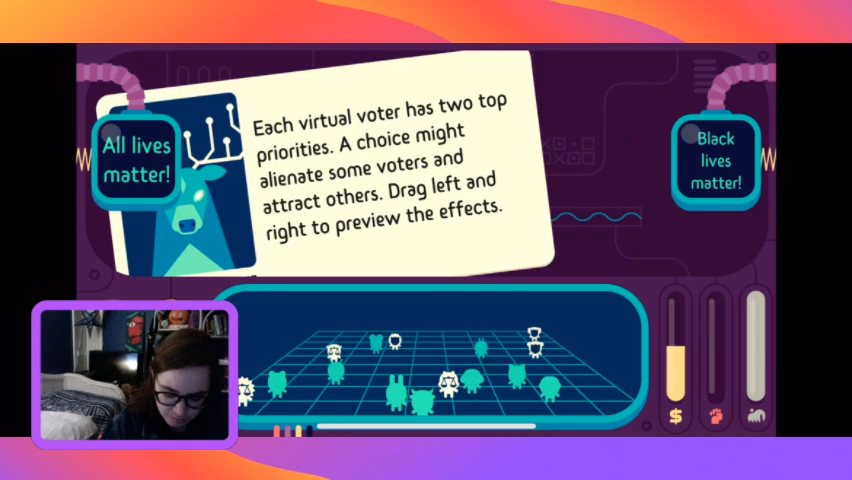 All lives
matter!
Each virtual voter has two top
priorities. A choice might
alienate some voters and
attract others. Drag left and
right to preview the effects.
Black
lives
matter!
$